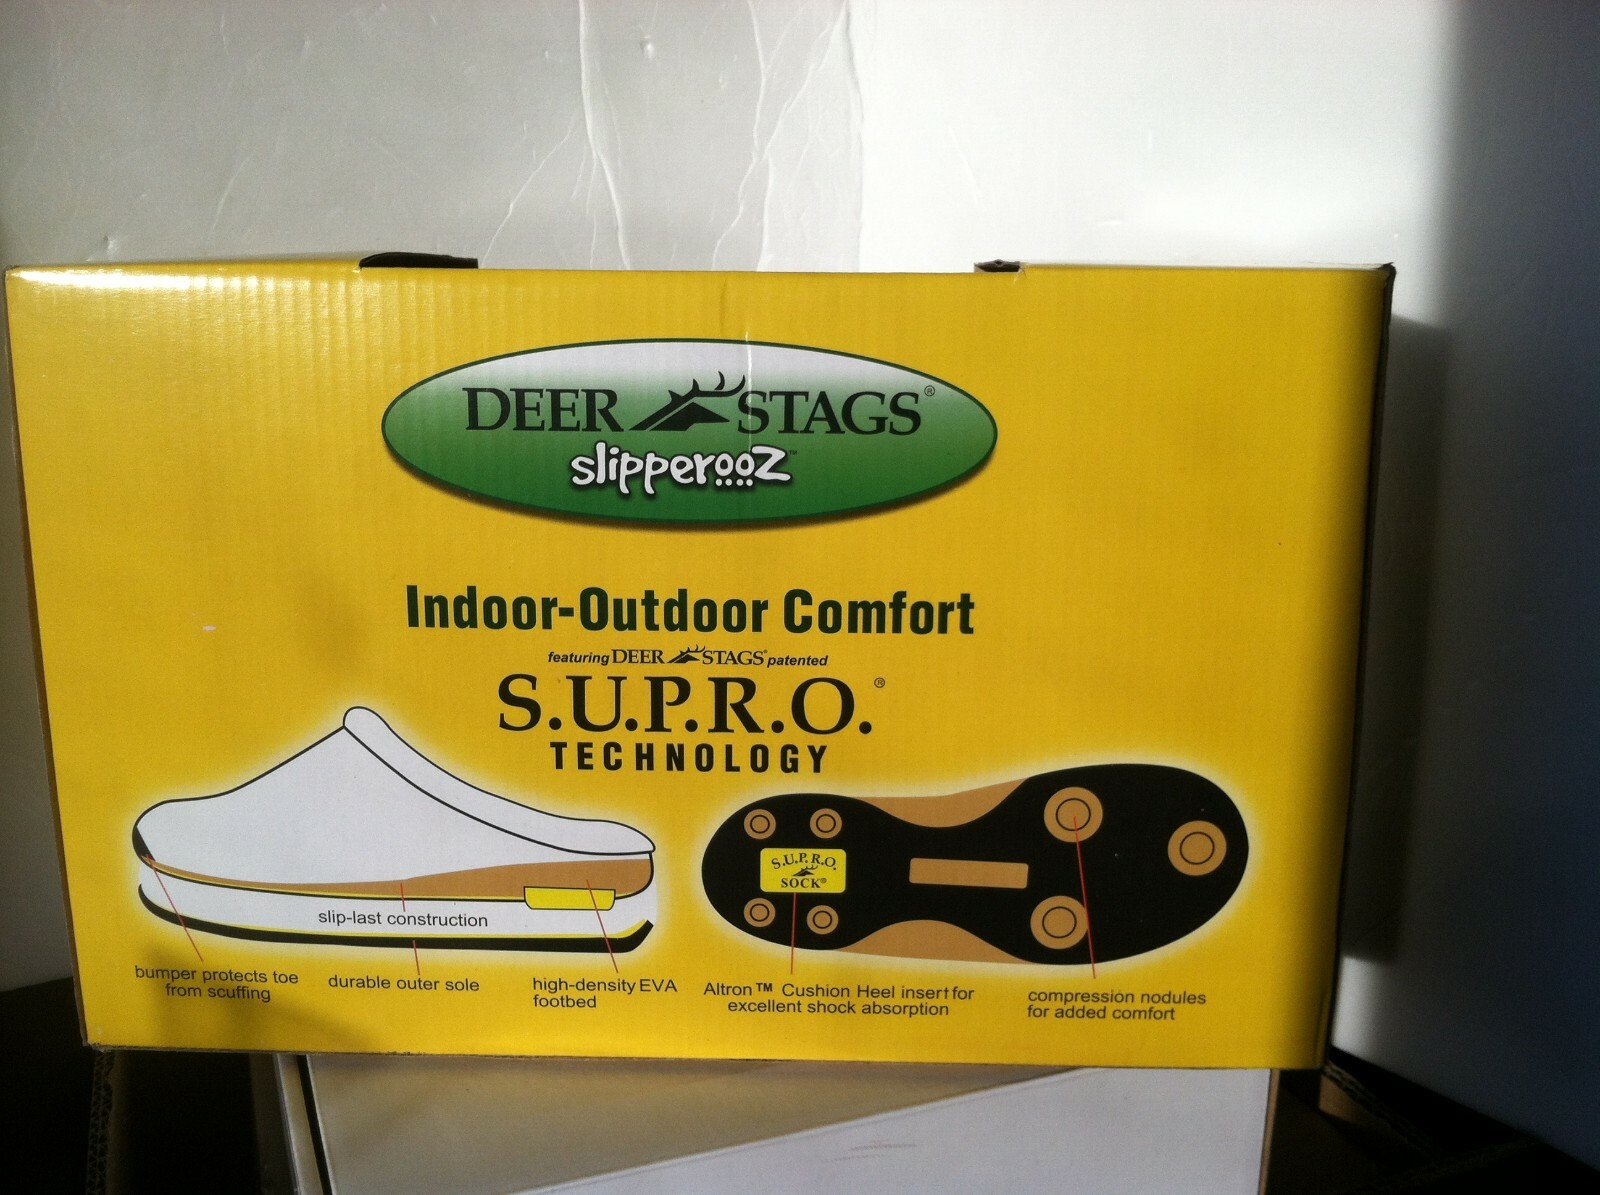 DEER STAGS®
slipperooz™
Indoor-Outdoor Comfort
featuring DEER STAGS® patented
S.U.P.R.O.®
TECHNOLOGY
slip-last construction
bumper protects toe
from scuffing
durable outer sole
high-density EVA
footbed
S.U.P.R.O.
SOCK®
Altron™ Cushion Heel insert for
excellent shock absorption
compression nodules
for added comfort